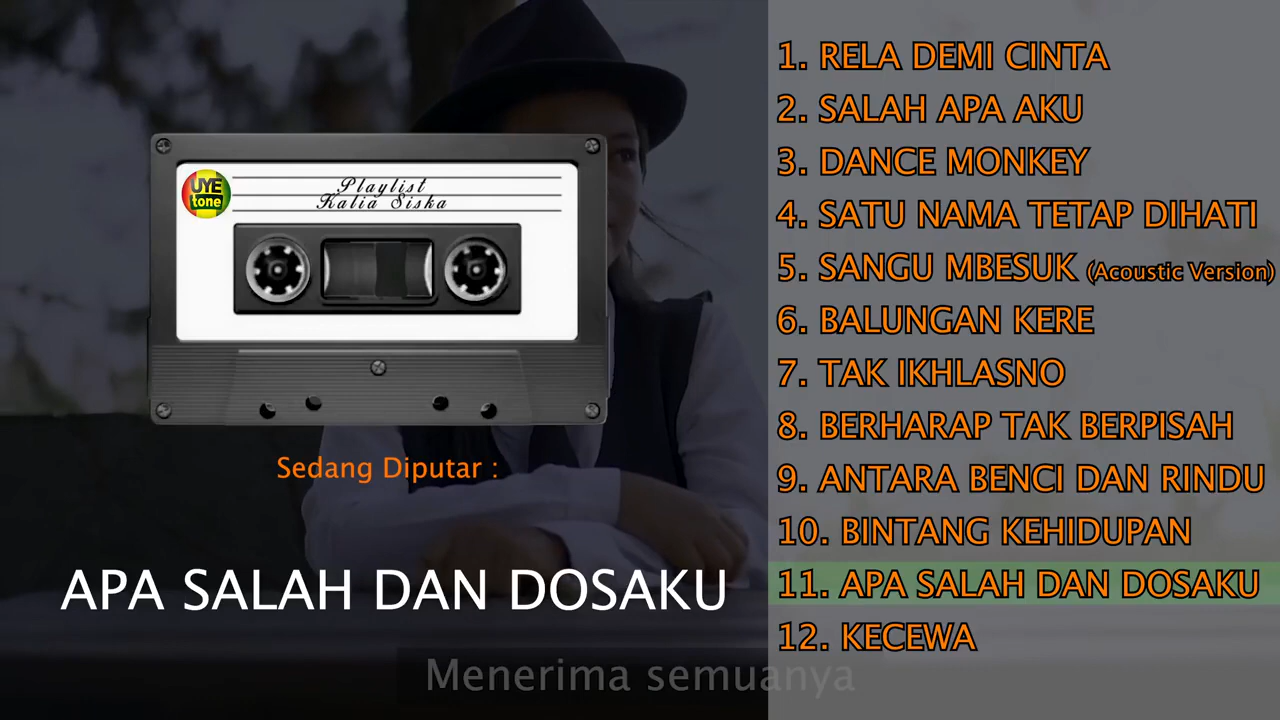 UYE
tone
Playlist
Kalia Siska
Sedang Diputar :
APA SALAH DAN DOSAKU
Menerima semuanya
1. RELA DEMI CINTA
2. SALAH APA AKU
3. DANCE MONKEY
4. SATU NAMA TETAP DIHATI
5. SANGU MBESUK (Acoustic Version)
6. BALUNGAN KERE
7. TAK IKHLASNO
8. BERHARAP TAK BERPISAH
9. ANTARA BENCI DAN RINDU
10. BINTANG KEHIDUPAN
11. APA SALAH DAN DOSAKU
12. KECEWA